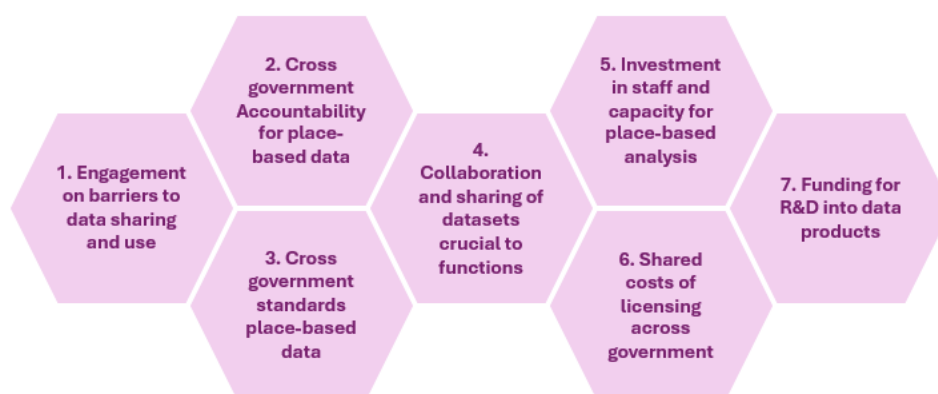 1. Engagement
on barriers to
data sharing
and use
2. Cross
government
Accountability
for place-
based data
3. Cross
government
standards
place-based
data
4.
Collaboration
and sharing of
datasets
crucial to
functions
5. Investment
in staff and
capacity for
place-based
analysis
6. Shared
costs of
licensing
across
government
7. Funding for
R&D into data
products